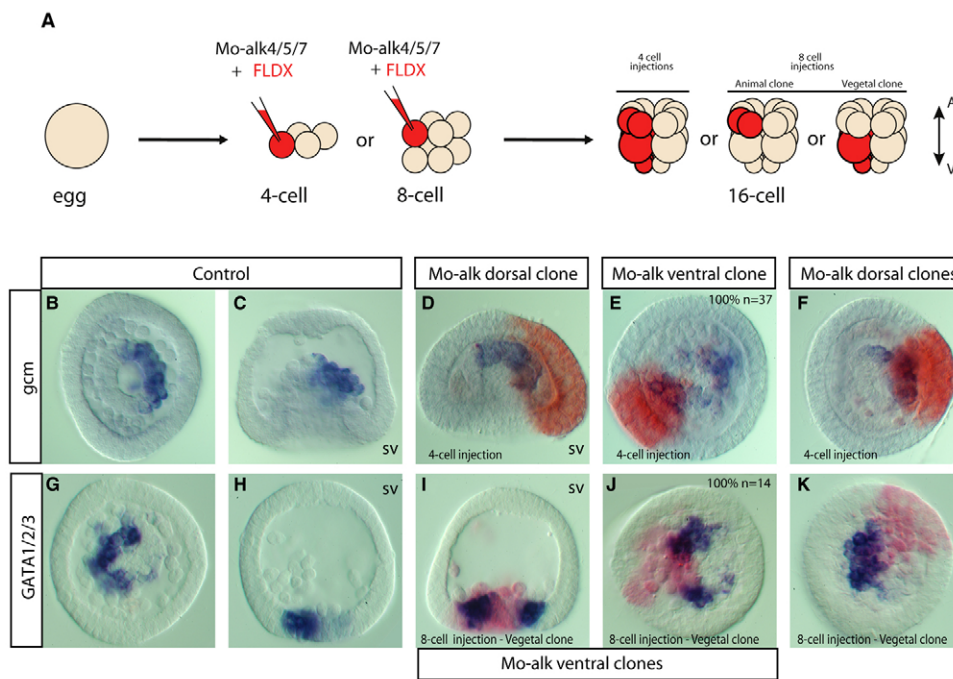 A
Mo-alk4/5/7
+ FLDX
Mo-alk4/5/7
+ FLDX
4 cell
injections
8 cell
injections
Animal clone
Vegetal clone
A
V
or
or
or
egg
4-cell
8-cell
16-cell
Control
Mo-alk dorsal clone
Mo-alk ventral clone
Mo-alk dorsal clones
gcm
B
C
SV
D
4-cell injection
SV
E
100% n=37
4-cell injection
F
4-cell injection
GATA1/2/3
G
H
SV
I
SV
8-cell injection - Vegetal clone
J
100% n=14
8-cell injection - Vegetal clone
K
8-cell injection - Vegetal clone
Mo-alk ventral clones